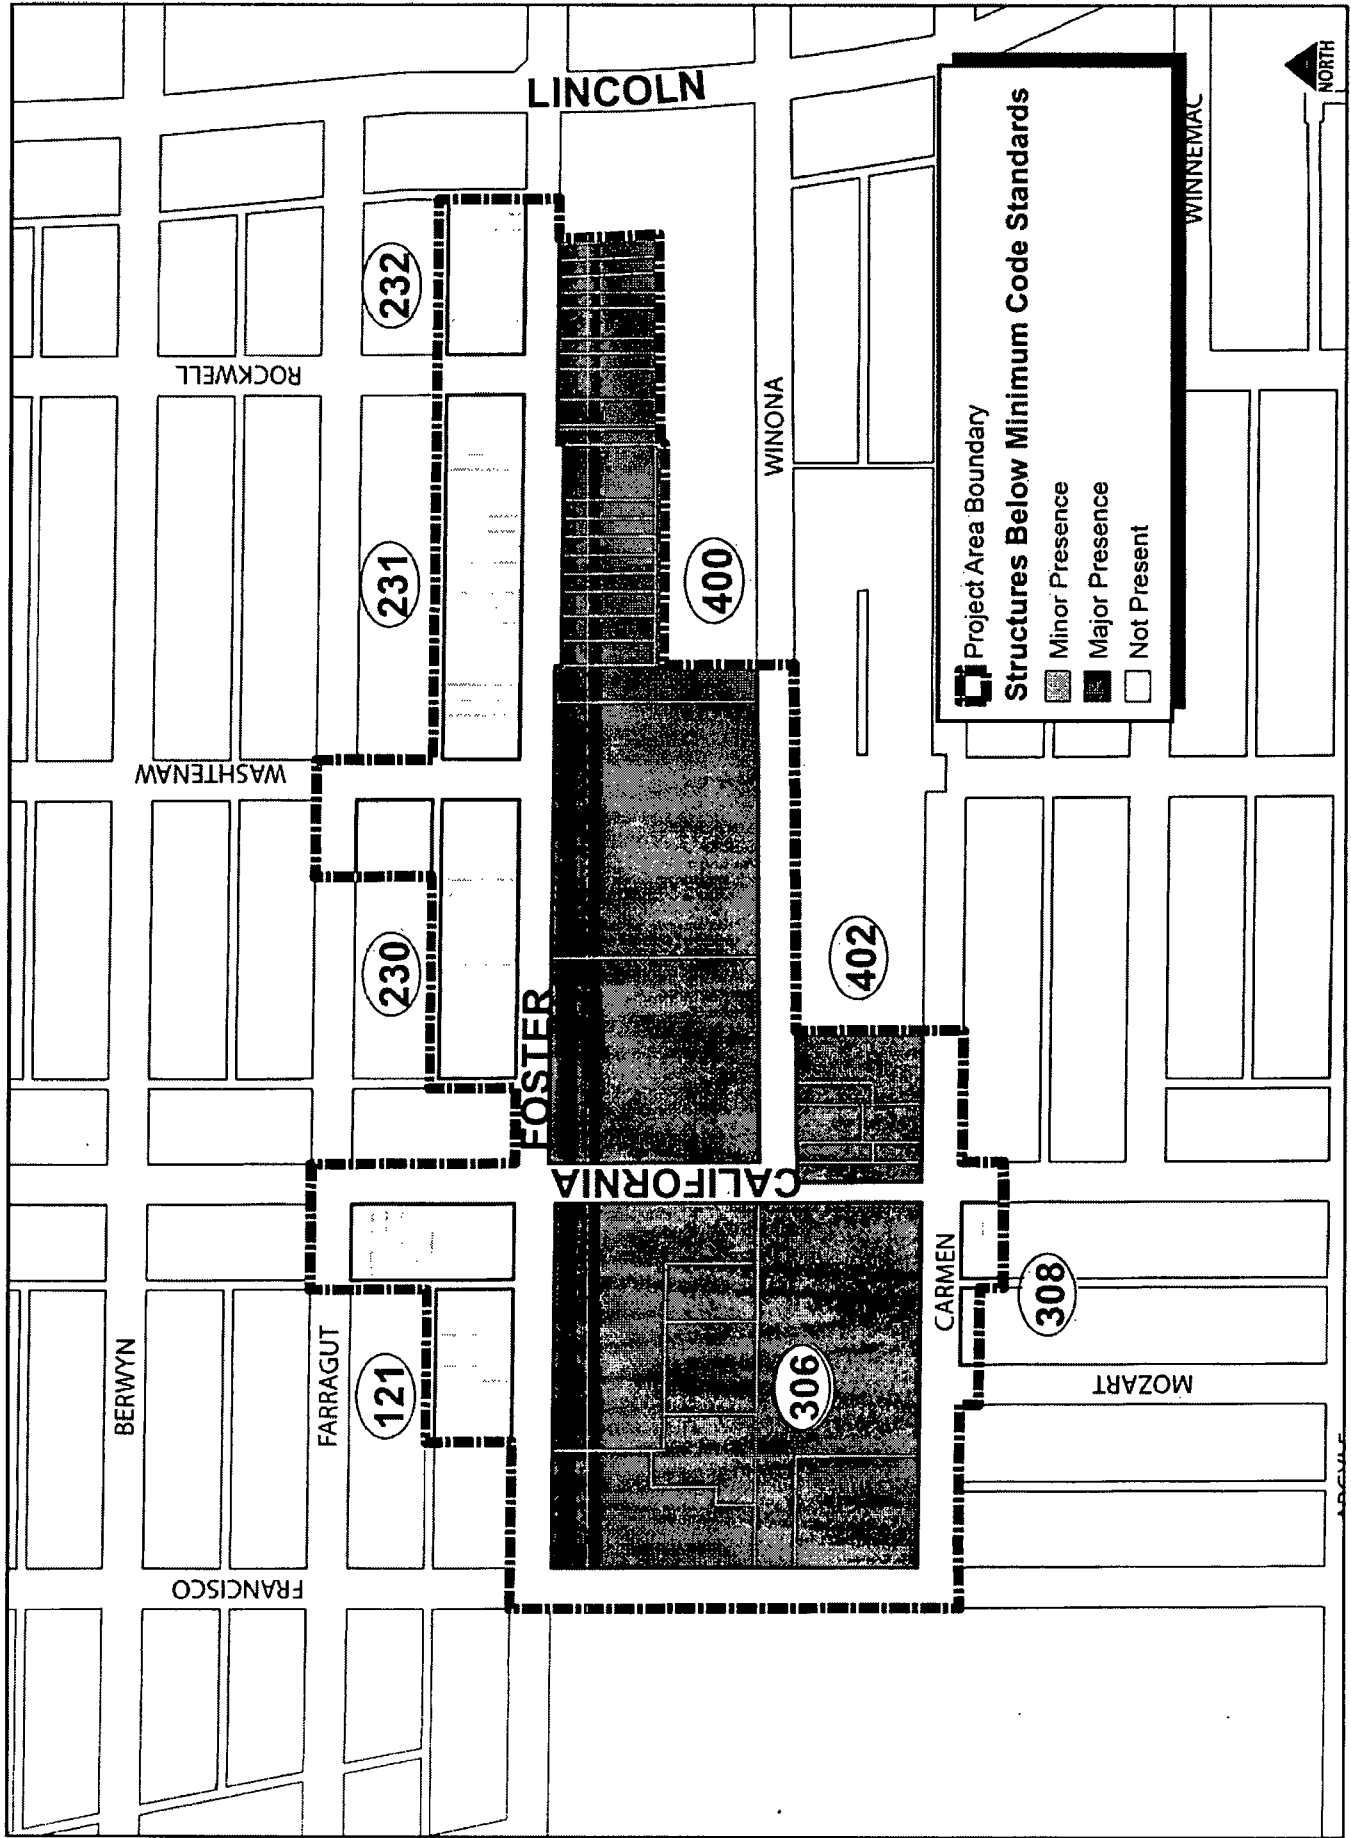 LINCOLN
232
ROCKWELL
231
WINONA
400
WASHTENAW
230
FOSTER
402
CALIFORNIA
BERWYN
FARRAGUT
121
306
CARMEN
308
MOZART
FRANCISCO
WINNEMAC
NORTH
Project Area Boundary
Structures Below Minimum Code Standards
Minor Presence
Major Presence
Not Present